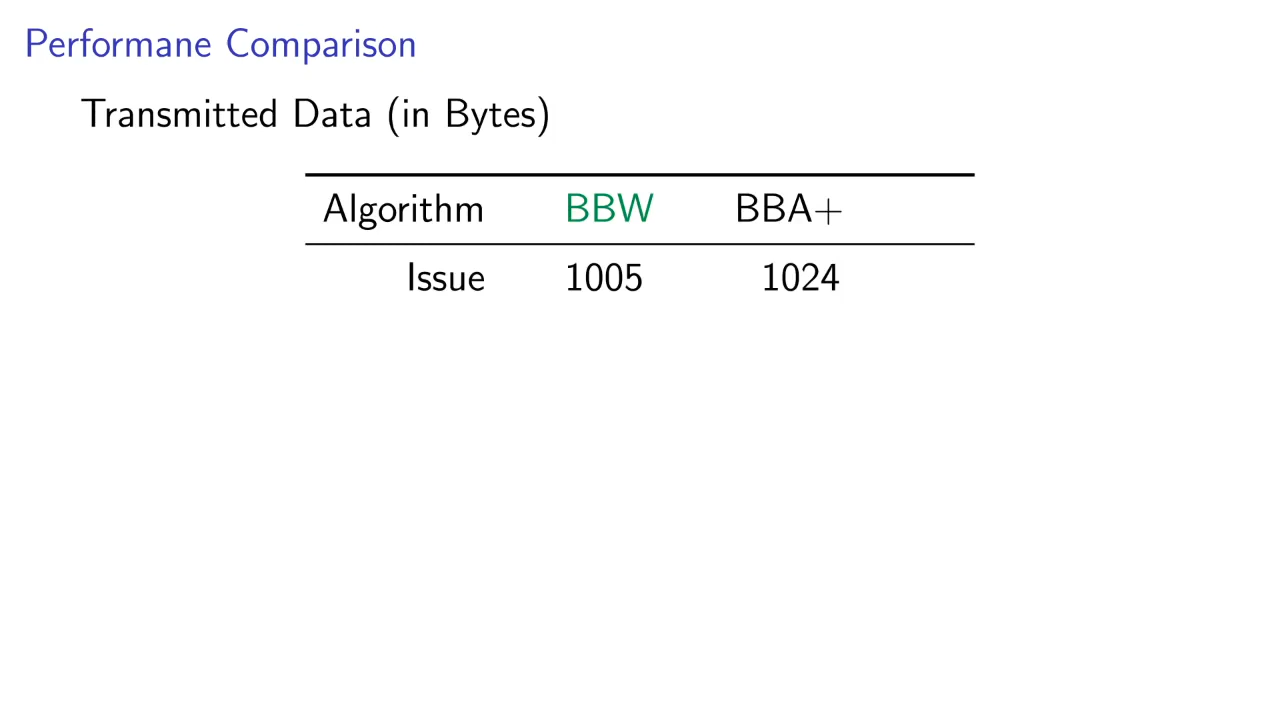 Performane Comparison
Transmitted Data (in Bytes)
Algorithm BBW BBA+
Issue 1005 1024